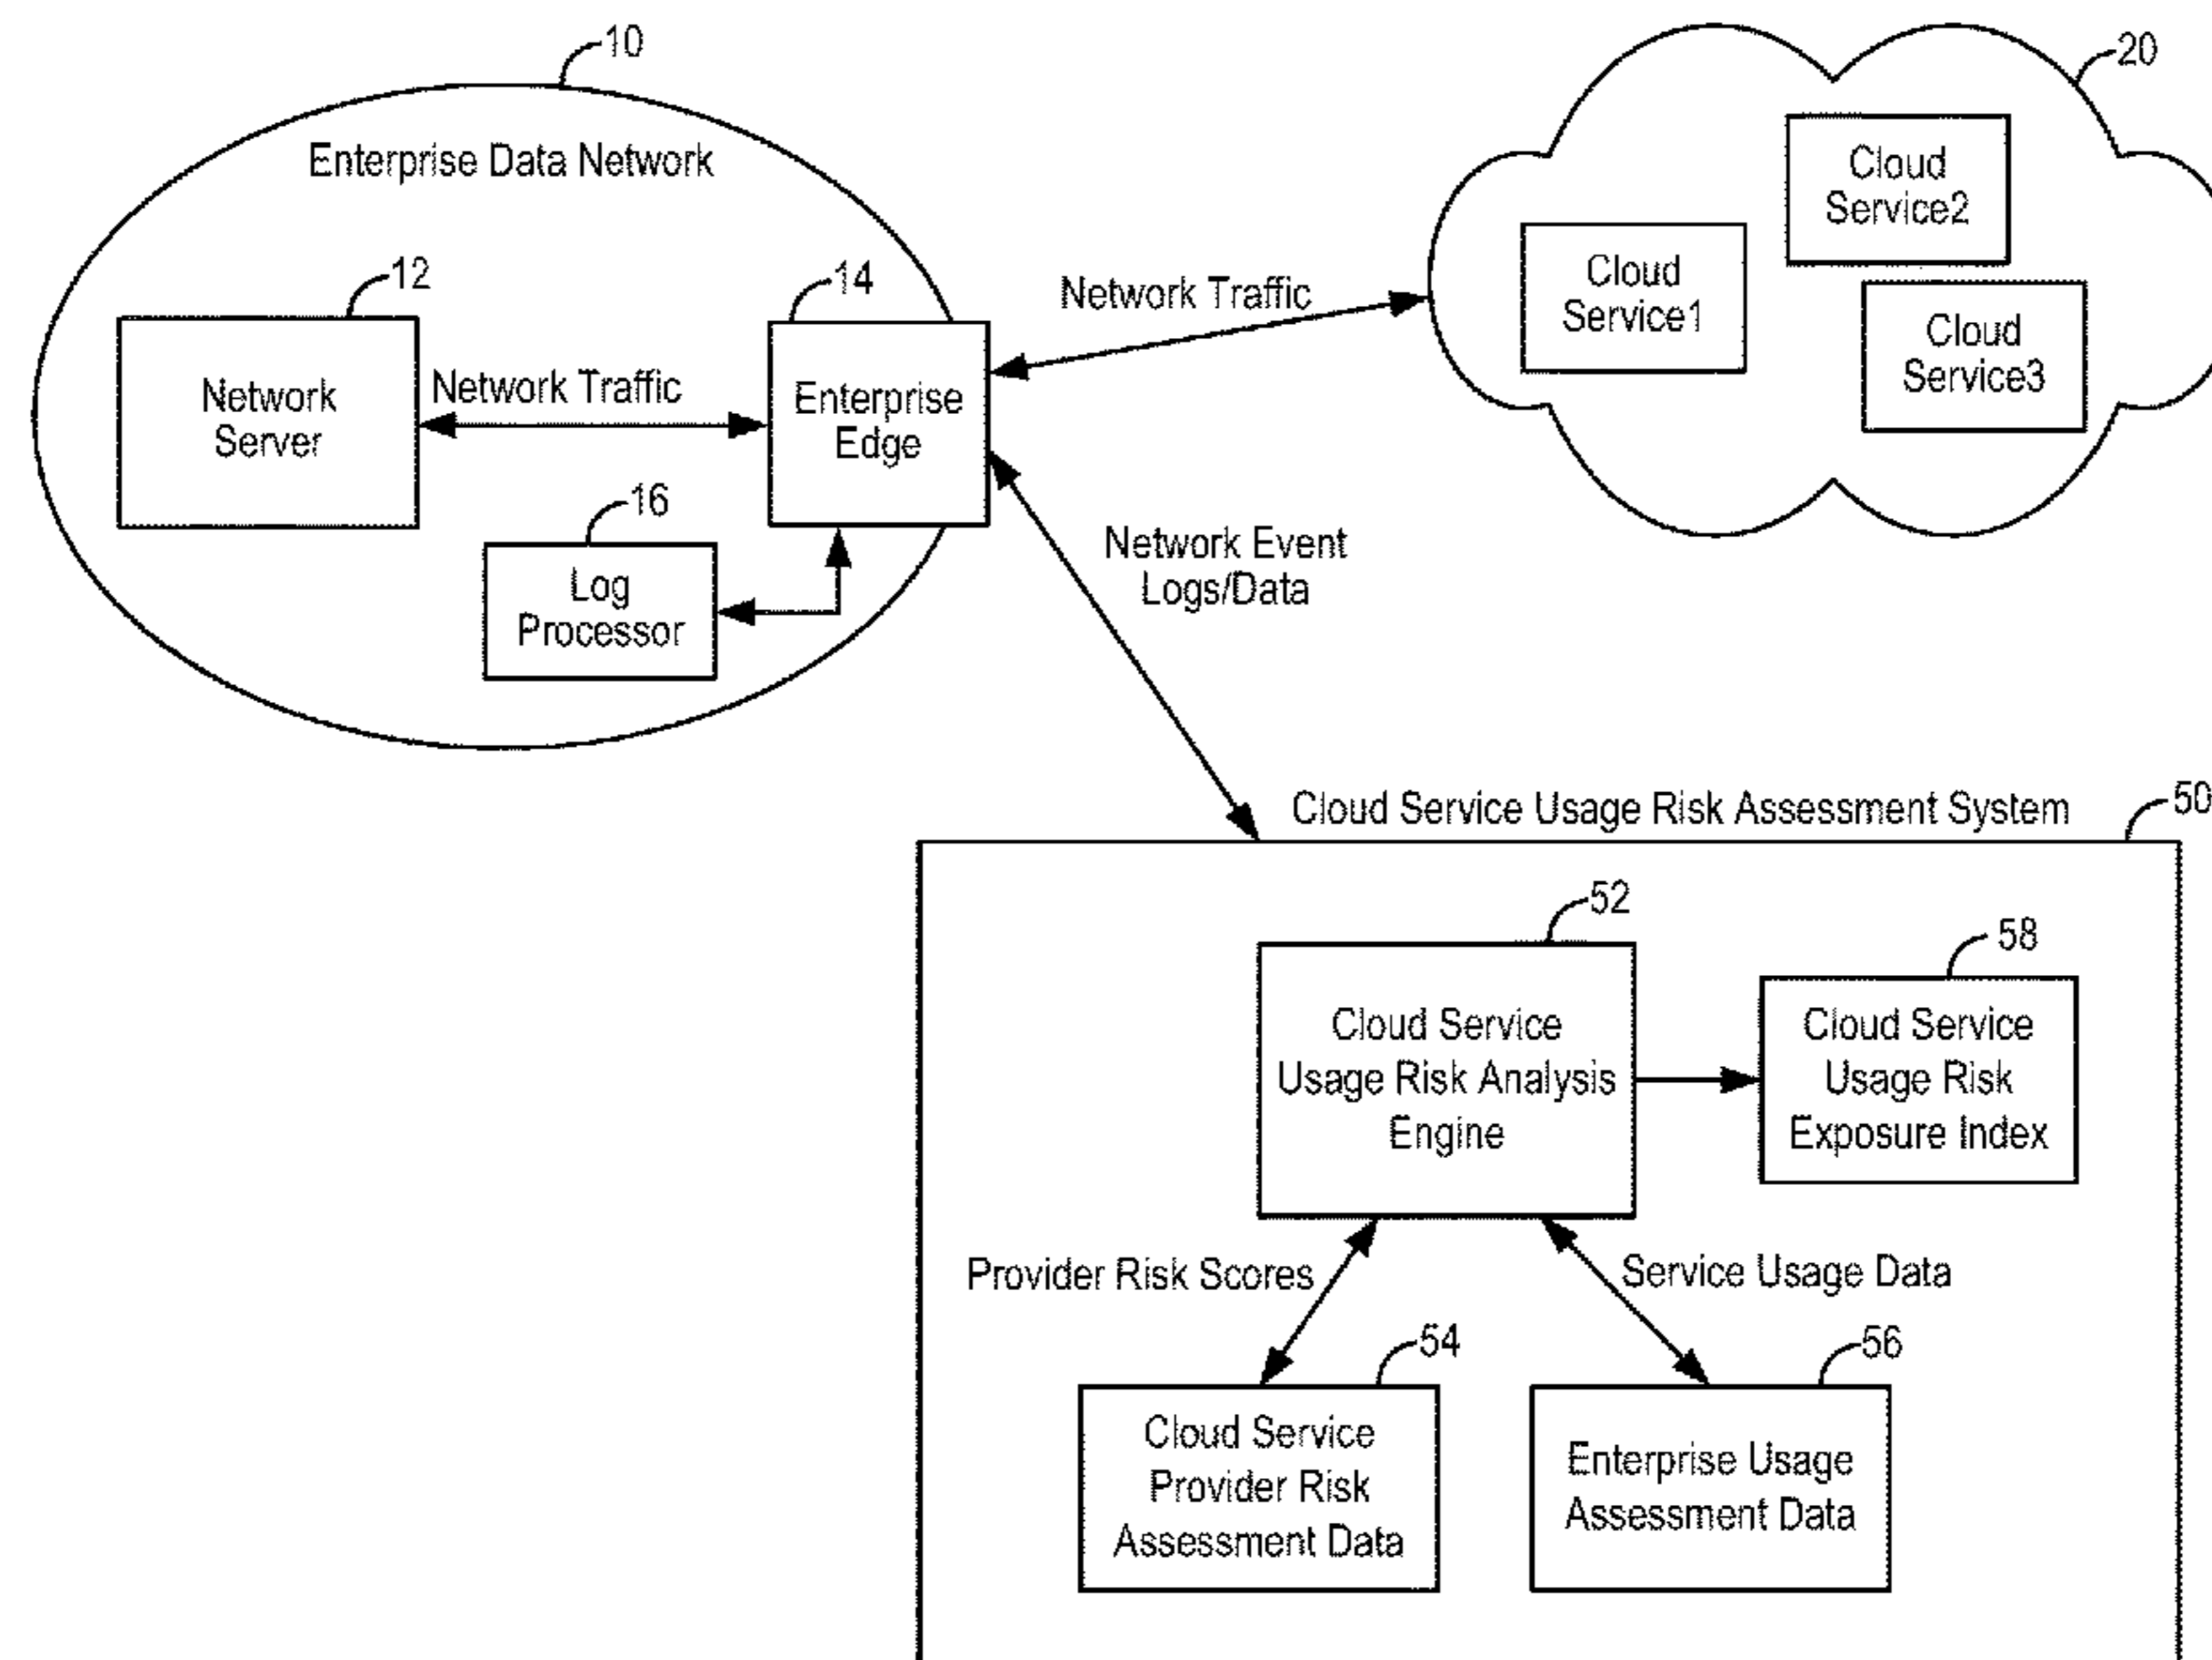 10
20
Enterprise Data Network
Cloud
Service2
12
14
Network Traffic
Cloud
Service1
Cloud
Service3
Network
Server
Network Traffic
Enterprise
Edge
16
Log
Processor
Network Event
Logs/Data
Cloud Service Usage Risk Assessment System
50
52
58
Cloud Service
Usage Risk Analysis
Engine
Cloud Service
Usage Risk
Exposure Index
Provider Risk Scores
Service Usage Data
54
56
Cloud Service
Provider Risk
Assessment Data
Enterprise Usage
Assessment Data